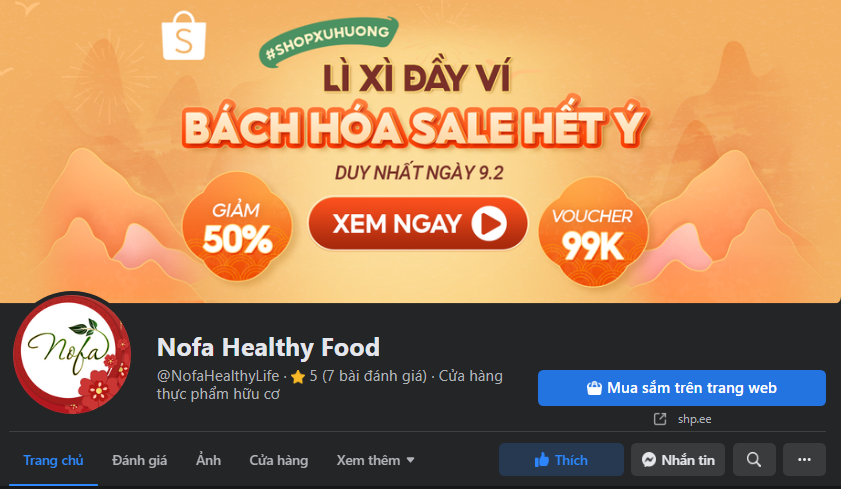 S
#SHOPXUHUONG
LÌ XÌ ĐẦY VÍ
BÁCH HÓA SALE HẾT Ý
DUY NHẤT NGÀY 9.2
GIẢM
50%
XEM NGAY
VOUCHER
99K
Nofa
Nofa Healthy Food
@NofaHealthyLife · 5 (7 bài đánh giá) · Cửa hàng
thực phẩm hữu cơ
Mua sắm trên trang web
shp.ee
Trang chủ Đánh giá Ảnh Cửa hàng Xem thêm Thích Nhắn tin